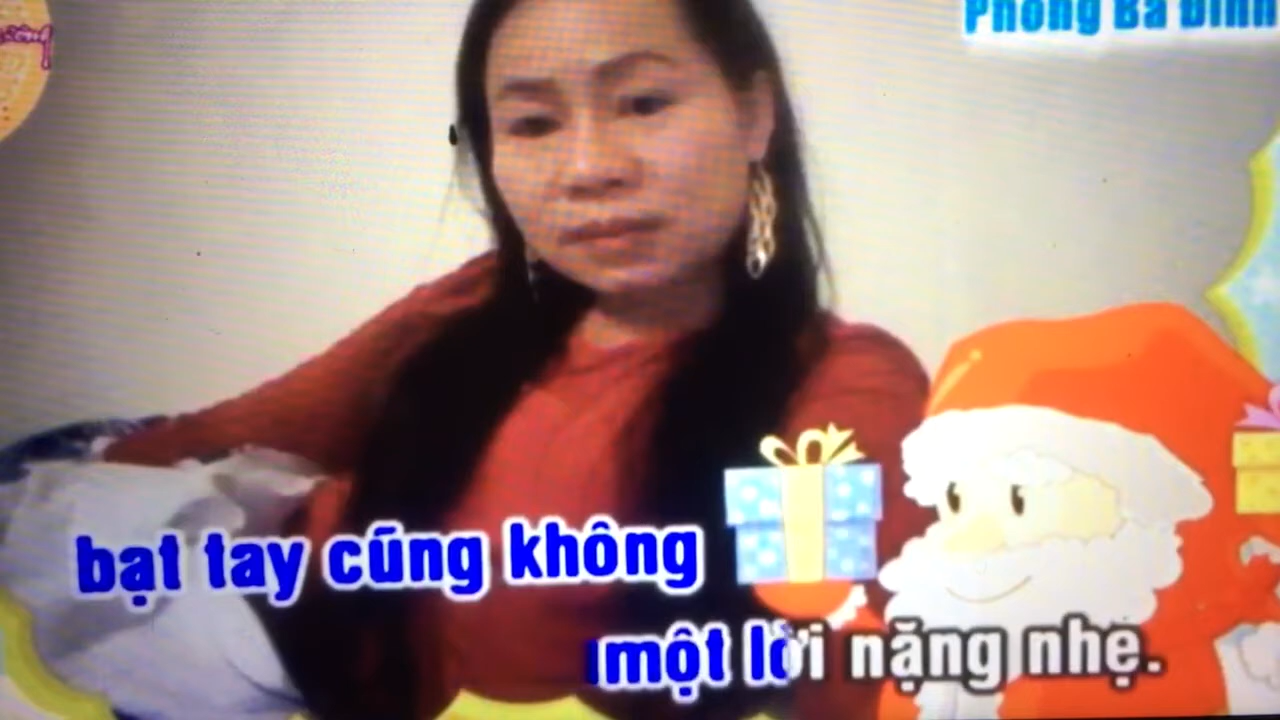 Phong Ba Đình
bạt tay cũng không
một lời nặng nhẹ.